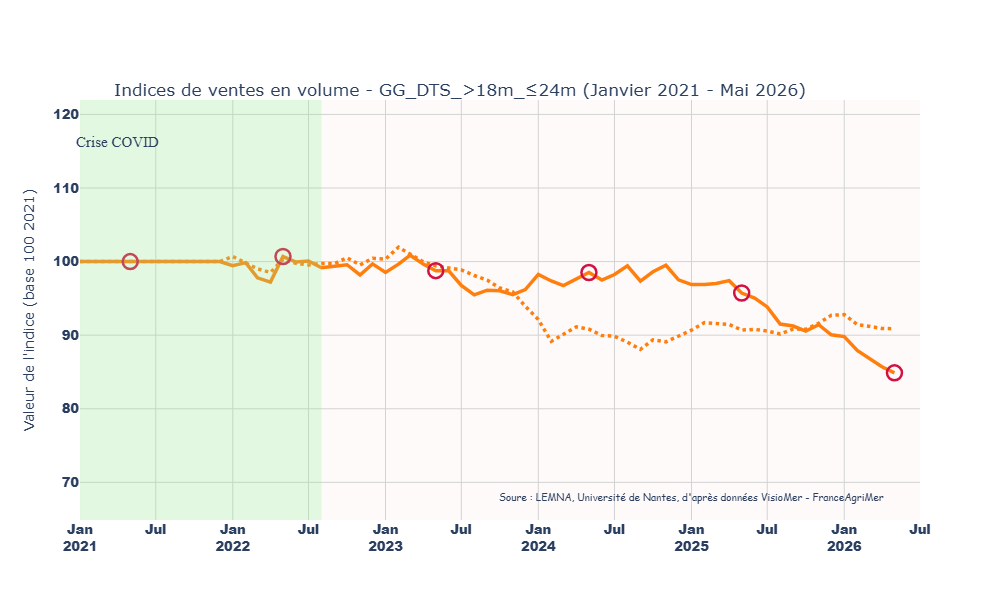 Indices de ventes en volume - GG_DTS_>18m_≤24m (Janvier 2021 - Mai 2026)
Valeur de l'indice (base 100 2021)
120
110
100
90
80
70
Crise COVID
Soure : LEMNA, Université de Nantes, d'après données VisioMer - FranceAgriMer
Jan Jul Jan Jul Jan Jul Jan Jul Jan Jul Jan Jul
2021 2022 2023 2024 2025 2026